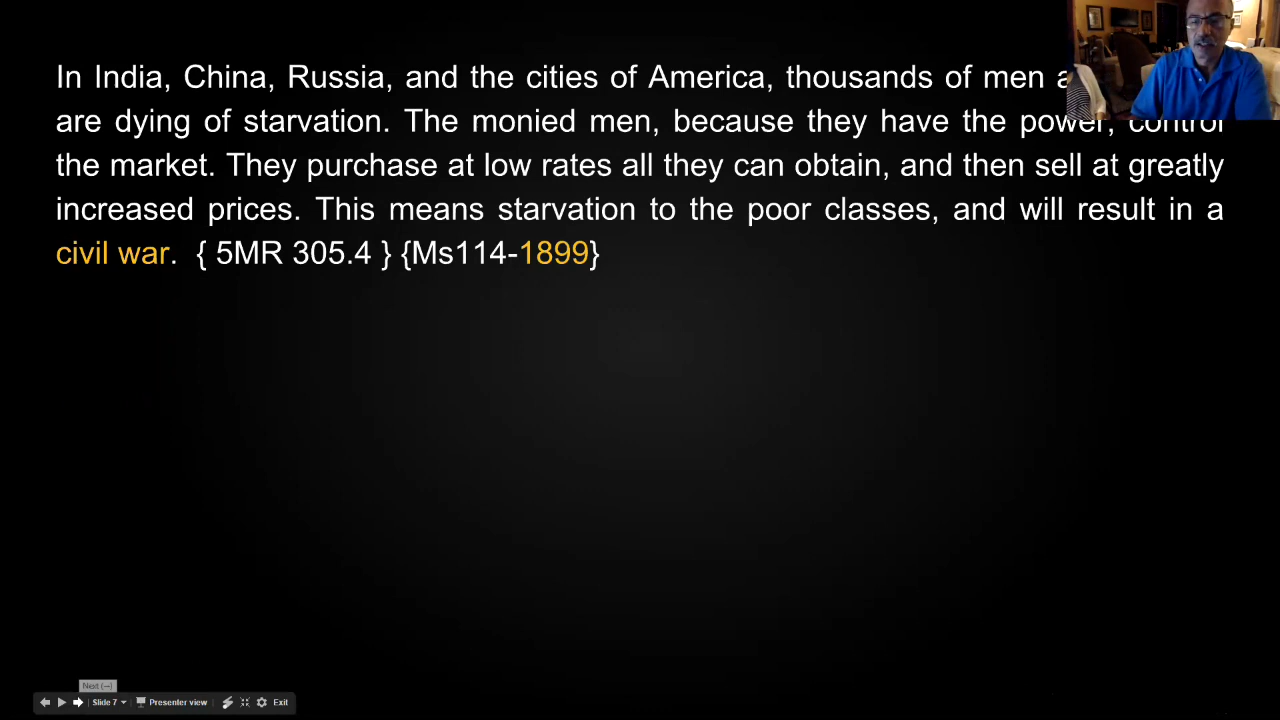 In India, China, Russia, and the cities of America, thousands of men
are dying of starvation. The monied men, because they have the power, control
the market. They purchase at low rates all they can obtain, and then sell at greatly
increased prices. This means starvation to the poor classes, and will result in a
civil war. { 5MR 305.4 } {Ms114-1899}
Next (→)
Slide 7 Presenter view Exit